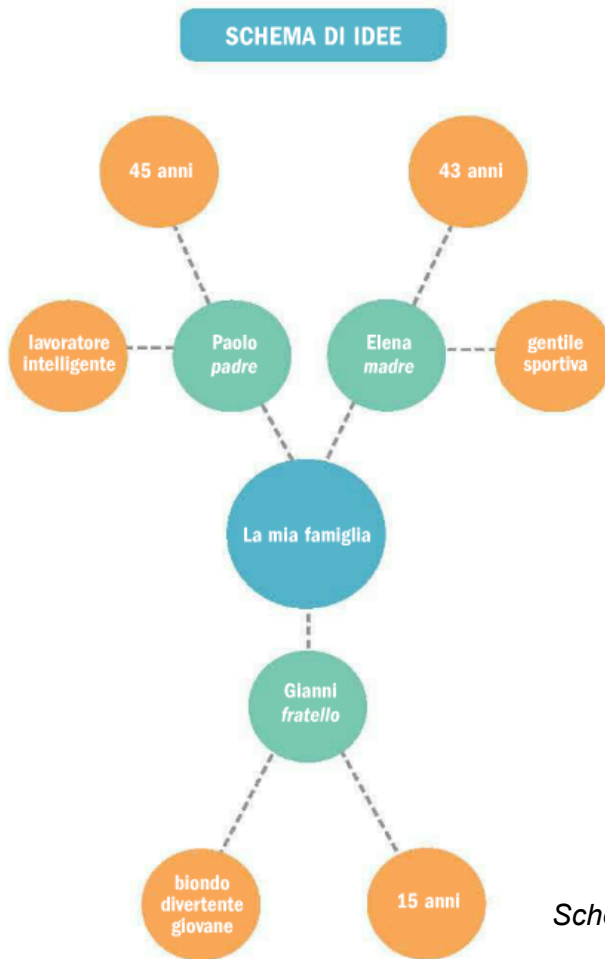 SCHEMA DI IDEE
45 anni
43 anni
lavoratore
intelligente
Paolo
padre
Elena
madre
gentile
sportiva
La mia famiglia
Gianni
fratello
biondo
divertente
giovane
15 anni